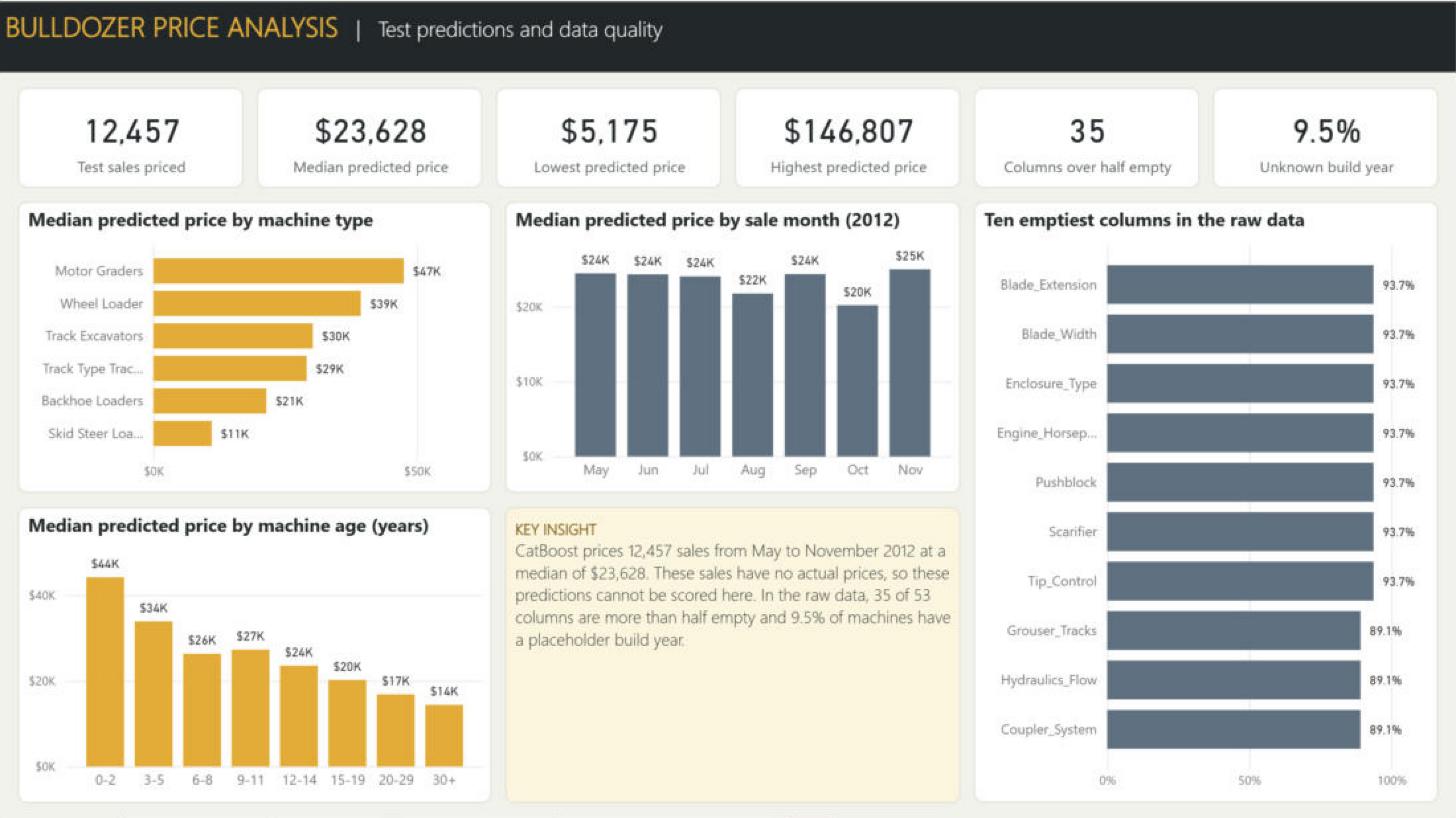 BULLDOZER PRICE ANALYSIS | Test predictions and data quality
12,457
Test sales priced
$23,628
Median predicted price
$5,175
Lowest predicted price
$146,807
Highest predicted price
35
Columns over half empty
9.5%
Unknown build year
Median predicted price by machine type
Motor Graders $47K
Wheel Loader $39K
Track Excavators $30K
Track Type Trac... $29K
Backhoe Loaders $21K
Skid Steer Loa... $11K
$0K $50K
Median predicted price by sale month (2012)
$24K $24K $24K $22K $24K $20K $25K
$20K
$10K
$0K
May Jun Jul Aug Sep Oct Nov
Ten emptiest columns in the raw data
Blade_Extension 93.7%
Blade_Width 93.7%
Enclosure_Type 93.7%
Engine_Horsep... 93.7%
Pushblock 93.7%
Scarifier 93.7%
Tip_Control 93.7%
Grouser_Tracks 89.1%
Hydraulics_Flow 89.1%
Coupler_System 89.1%
0% 50% 100%
Median predicted price by machine age (years)
$44K $34K $26K $27K $24K $20K $17K $14K
$40K
$20K
$0K
0-2 3-5 6-8 9-11 12-14 15-19 20-29 30+
KEY INSIGHT
CatBoost prices 12,457 sales from May to November 2012 at a
median of $23,628. These sales have no actual prices, so these
predictions cannot be scored here. In the raw data, 35 of 53
columns are more than half empty and 9.5% of machines have
a placeholder build year.